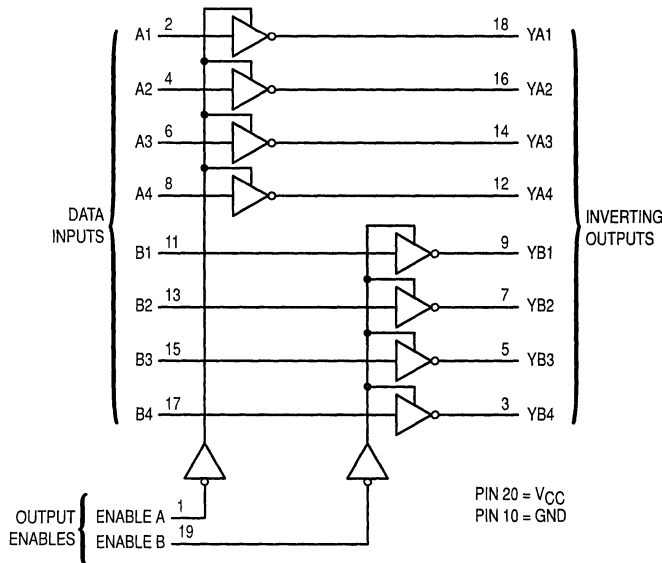 A1 2 18 YA1
A2 4 16 YA2
A3 6 14 YA3
A4 8 12 YA4
DATA
INPUTS
INVERTING
OUTPUTS
B1 11 9 YB1
B2 13 7 YB2
B3 15 5 YB3
B4 17 3 YB4
OUTPUT
ENABLES
ENABLE A 1
ENABLE B 19
PIN 20 = VCC
PIN 10 = GND